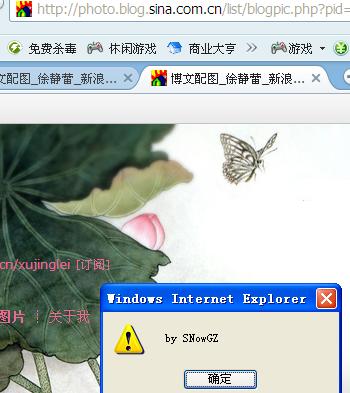 http://photo.blog.sina.com.cn/list/blogpic.php?pid=
免费杀毒 休闲游戏 商业大亨 » 游戏
文配图_徐静蕾_新浪... 博文配图_徐静蕾_新浪...
cn/xujinglei [订阅]
图片 关于我
Windows Internet Explorer
by SNowGZ
确定